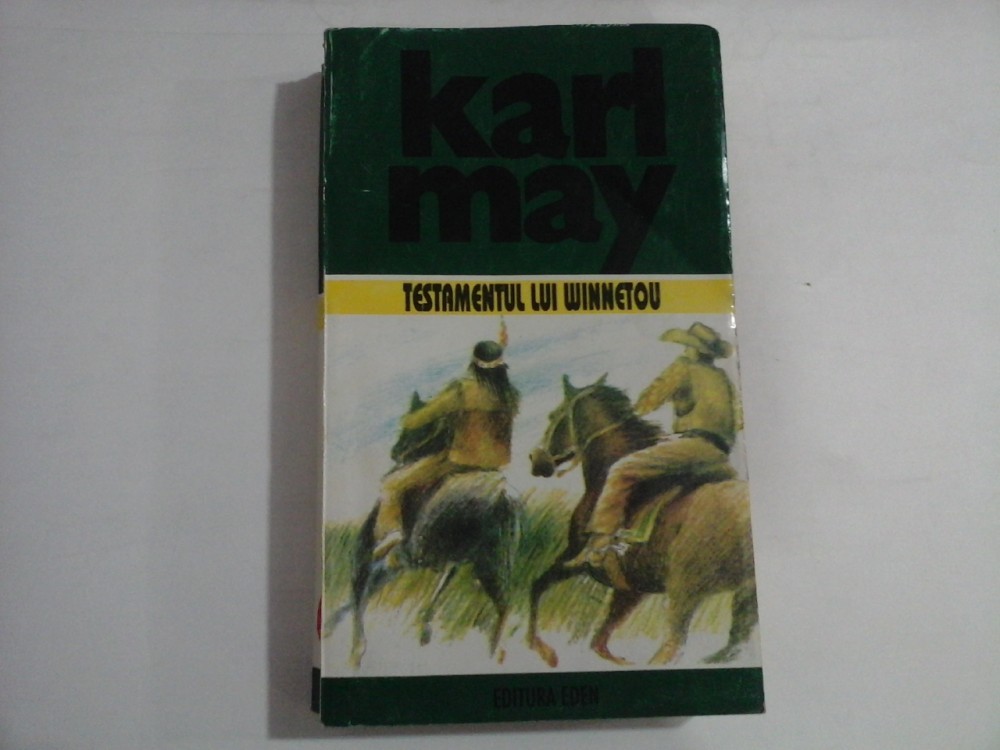 karl
may
TESTAMENTUL LUI WINNETOU
EDITURA EDEN